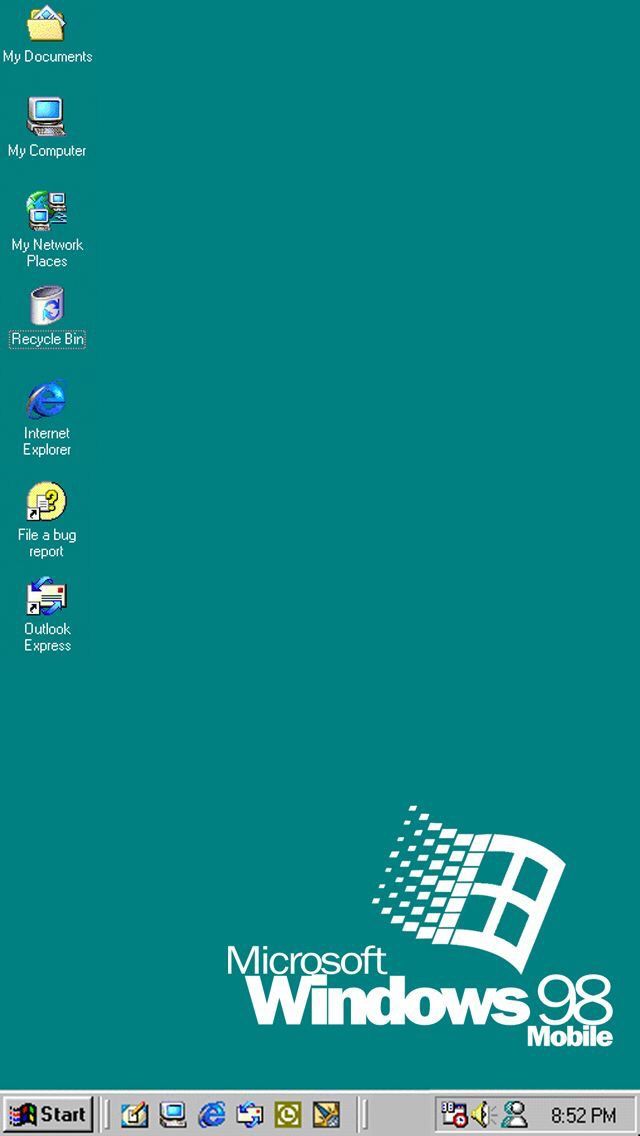 My Documents
My Computer
My Network
Places
Recycle Bin
Internet
Explorer
File a bug
report
Outlook
Express
Microsoft
Windows 98
Mobile
Start
8:52 PM